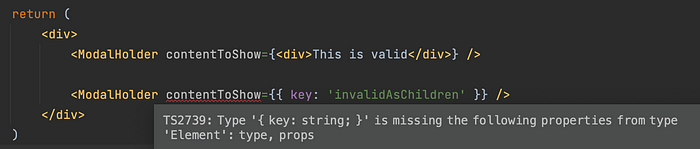 return (
<div>
<ModalHolder contentToShow={<div>This is valid</div>} />
<ModalHolder contentToShow={{ key: 'invalidAsChildren' }} />
</div>
TS2739: Type '{ key: string; }' is missing the following properties from type
'Element': type, props
)